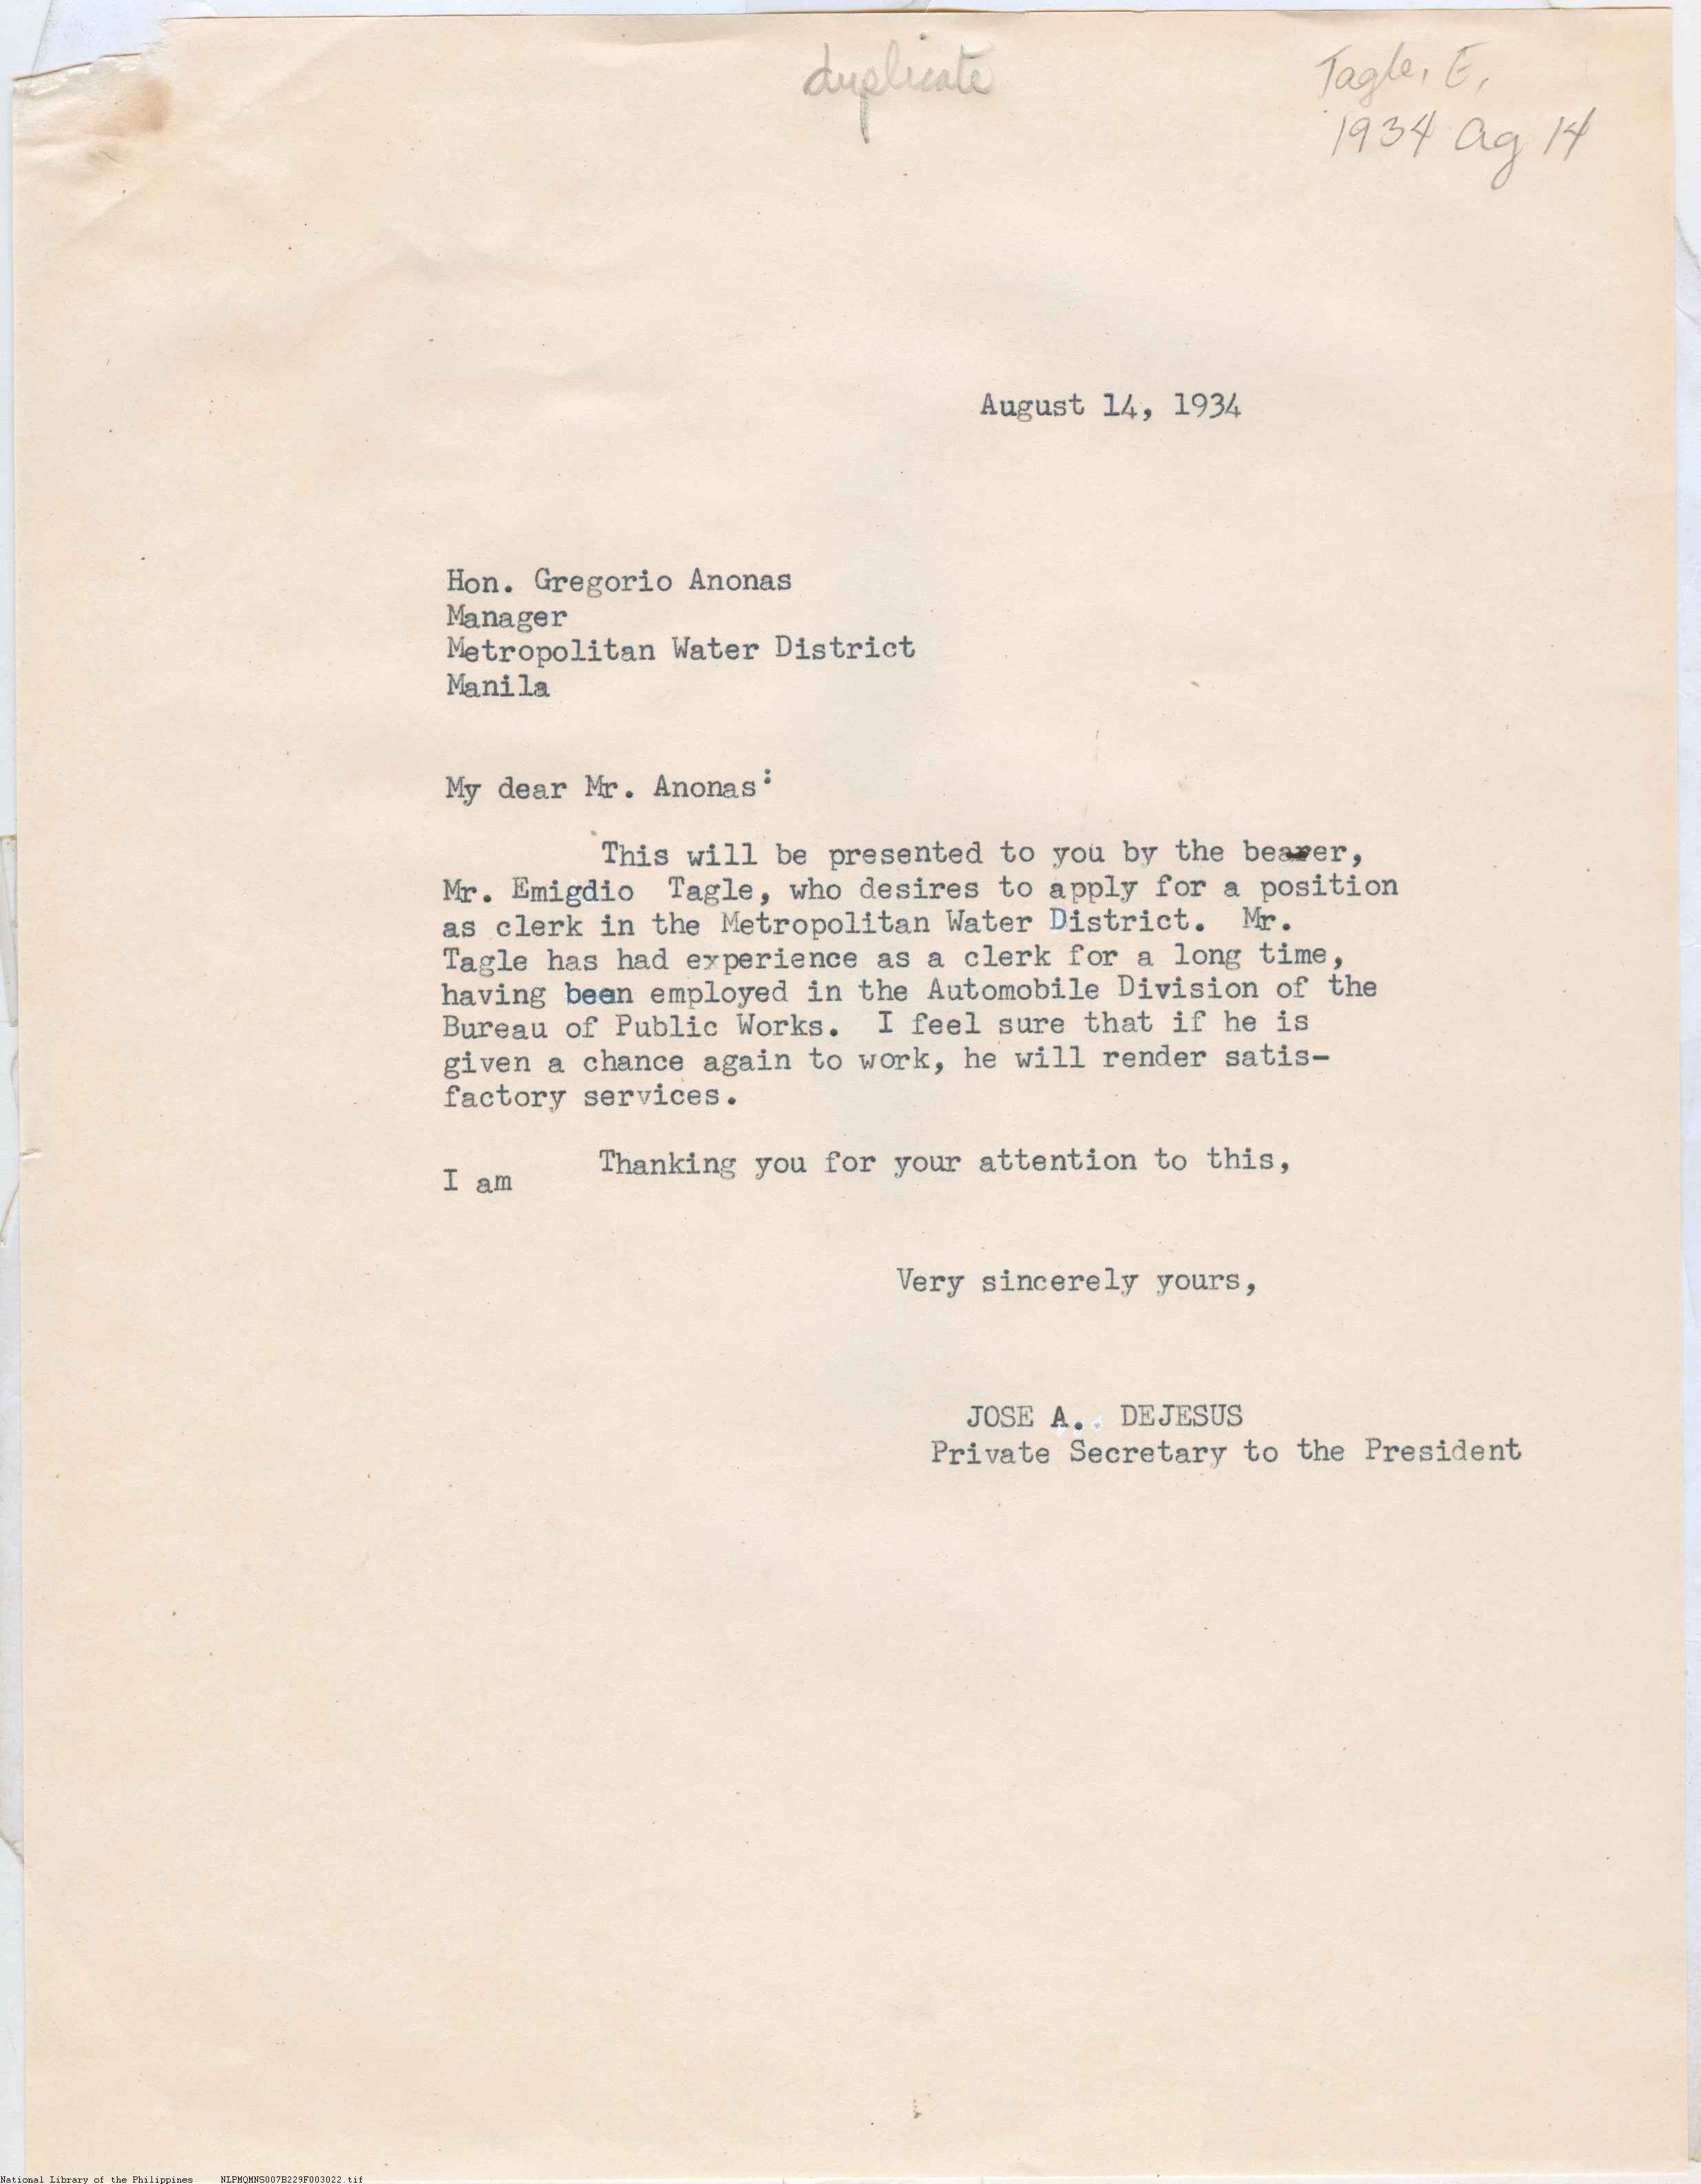 duplicate
Tagle, E,
1934 Ag 14
August 14, 1934
Hon. Gregorio Anonas
Manager
Metropolitan Water District
Manila
My dear Mr. Anonas:
This will be presented to you by the bearer,
Mr. Emigdio Tagle, who desires to apply for a position
as clerk in the Metropolitan Water District. Mr.
Tagle has had experience as a clerk for a long time,
having been employed in the Automobile Division of the
Bureau of Public Works. I feel sure that if he is
given a chance again to work, he will render satis-
factory services.
Thanking you for your attention to this,
I am
Very sincerely yours,
JOSE A. DEJESUS
Private Secretary to the President
National Library of the Philippines NLPMQMNS007B229F003022.tif